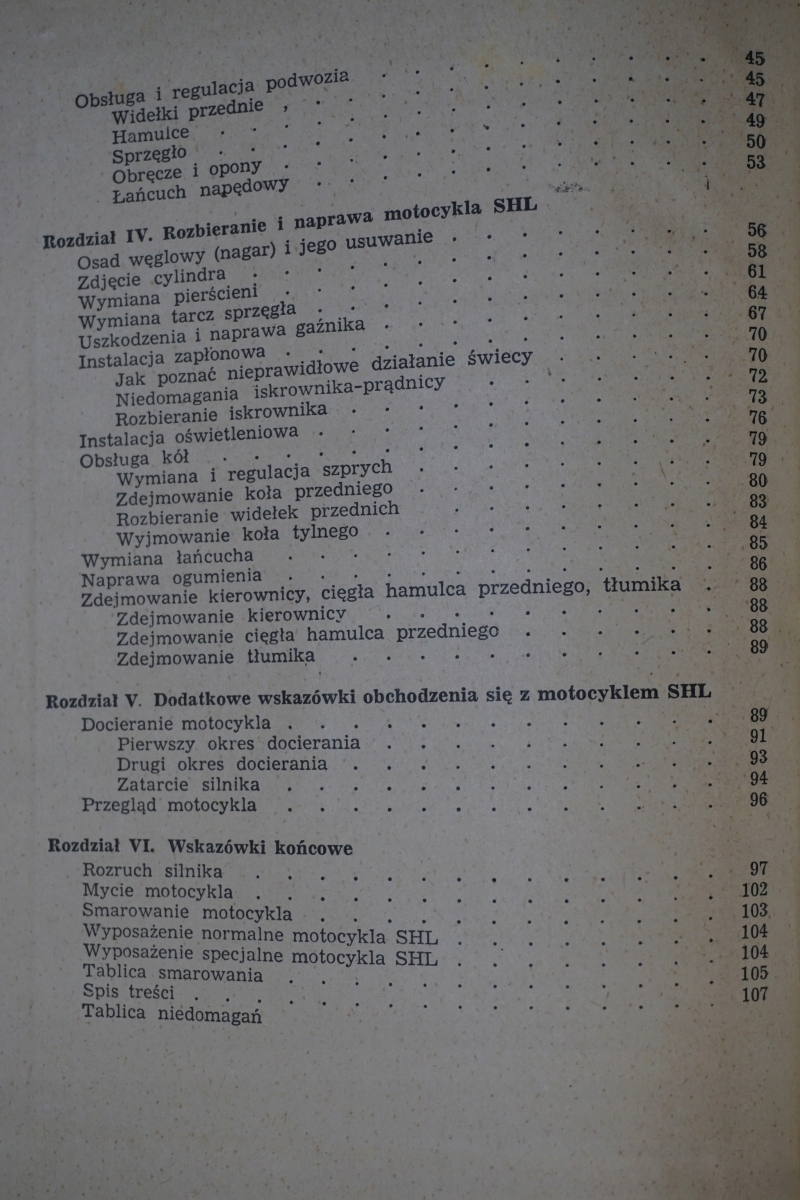 Obsługa i regulacja podwozia . . . . . . . . . . 45
Widełki przednie , . . . . . . . . . . . 45
Hamulce . . . . . . . . . . . . . . 47
Sprzęgło . . . . . . . . . . . . . . 49
Obręcze i opony . . . . . . . . . . . . 50
Łańcuch napędowy . . . . . . . . . . . 53
Rozdział IV. Rozbieranie i naprawa motocykla SHL
Osad węglowy (nagar) i jego usuwanie . . . . . . . . 56
Zdjęcie cylindra . . . . . . . . . . . . . 58
Wymiana pierścieni . . . . . . . . . . . . 61
Wymiana tarcz sprzęgła . . . . . . . . . . . 64
Uszkodzenia i naprawa gaźnika . . . . . . . . . . 67
Instalacja zapłonowa . . . . . . . . . . . . 70
Jak poznać nieprawidłowe działanie świecy . . . . . 70
Niedomagania iskrownika-prądnicy . . . . . . . 72
Rozbieranie iskrownika . . . . . . . . . . 73
Instalacja oświetleniowa . . . . . . . . . . . 76
Obsługa kół . . . . . . . . . . . . . . 79
Wymiana i regulacja szprych . . . . . . . . . 79
Zdejmowanie koła przedniego . . . . . . . . . 80
Rozbieranie widełek przednich . . . . . . . . 83
Wyjmowanie koła tylnego . . . . . . . . . . 84
Wymiana łańcucha . . . . . . . . . . . . . 85
Naprawa ogumienia . . . . . . . . . . . . . 86
Zdejmowanie kierownicy, cięgła hamulca przedniego, tłumika . 88
Zdejmowanie kierownicy . . . . . . . . . . 88
Zdejmowanie cięgła hamulca przedniego . . . . . . 88
Zdejmowanie tłumika . . . . . . . . . . . 89
Rozdział V. Dodatkowe wskazówki obchodzenia się z motocyklem SHL
Docieranie motocykla . . . . . . . . . . . . . 89
Pierwszy okres docierania . . . . . . . . . . 91
Drugi okres docierania . . . . . . . . . . . 93
Zatarcie silnika . . . . . . . . . . . . . 94
Przegląd motocykla . . . . . . . . . . . . . 96
Rozdział VI. Wskazówki końcowe
Rozruch silnika . . . . . . . . . . . . . . 97
Mycie motocykla . . . . . . . . . . . . . . 102
Smarowanie motocykla . . . . . . . . . . . . 103
Wyposażenie normalne motocykla SHL . . . . . . . . 104
Wyposażenie specjalne motocykla SHL . . . . . . . . 104
Tablica smarowania . . . . . . . . . . . . . 105
Spis treści . . . . . . . . . . . . . . . . 107
Tablica niedomagań